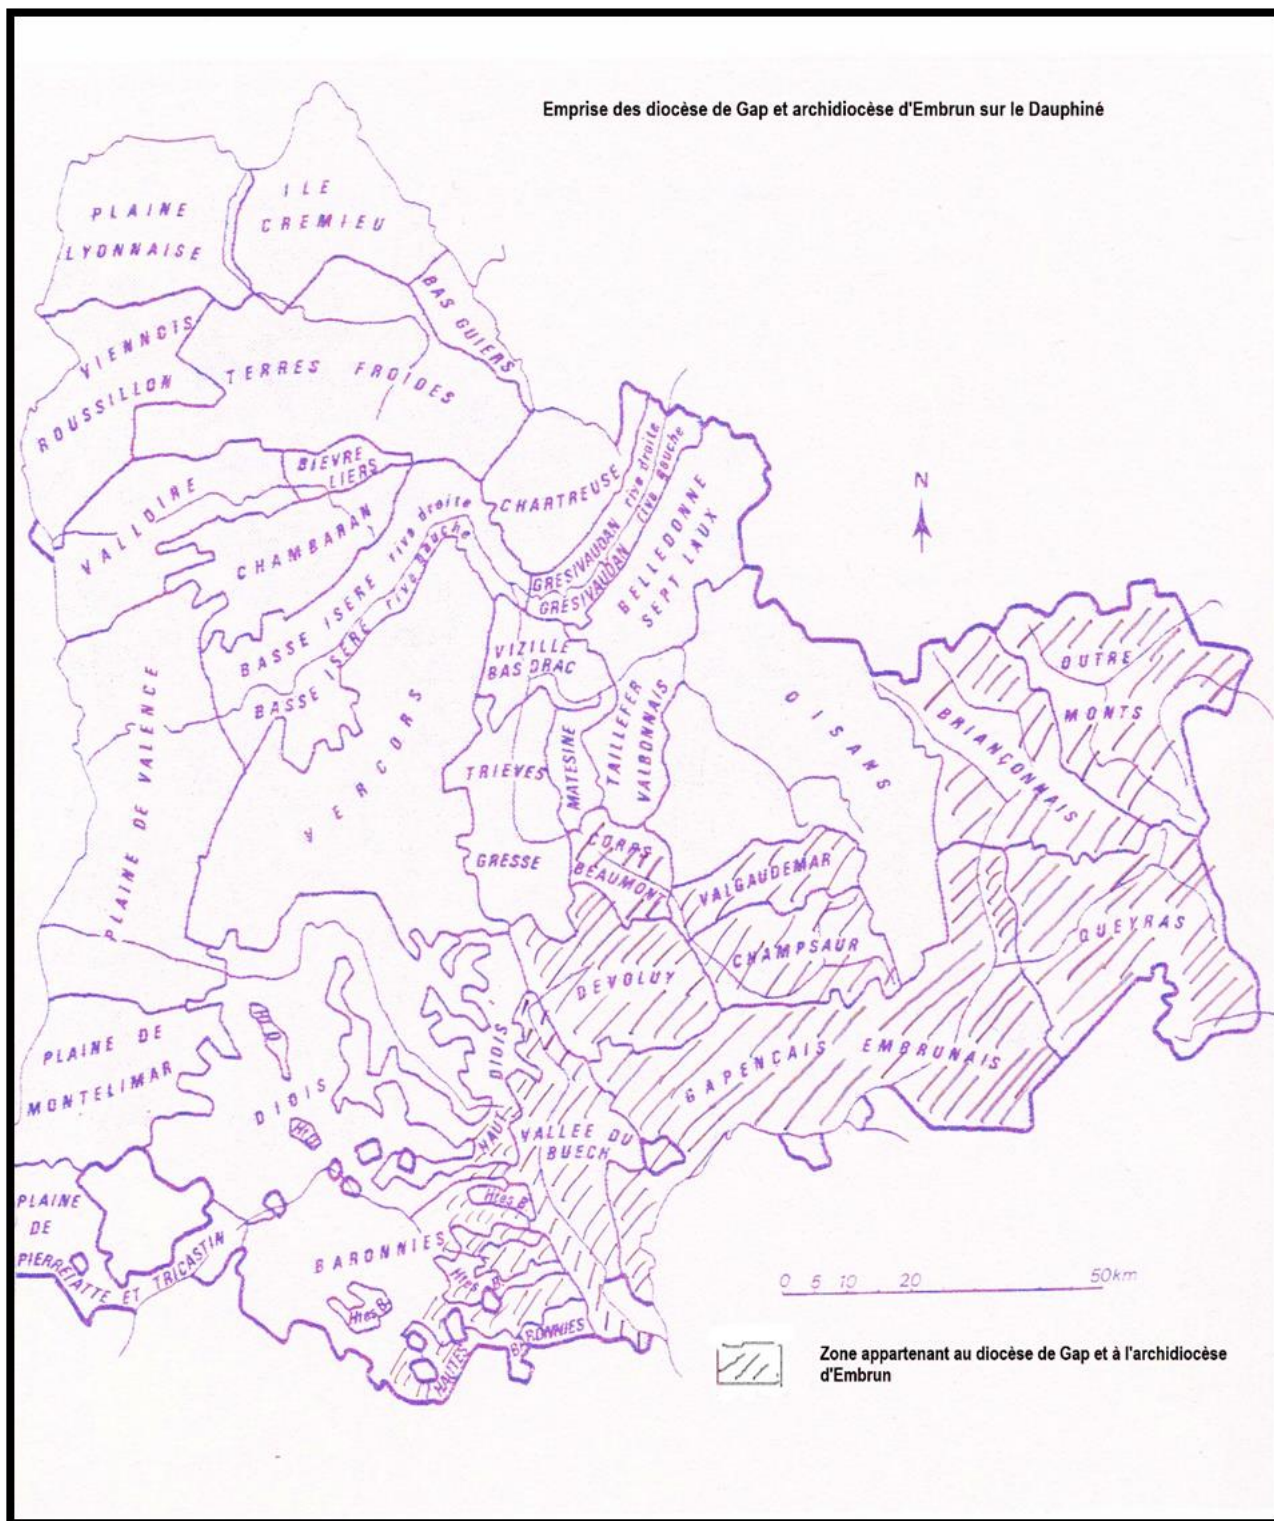 Emprise des diocèse de Gap et archidiocèse d'Embrun sur le Dauphiné
ILE
CREMIEU
PLAINE
LYONNAISE
BAS GUIERS
VIENNOIS
ROUSSILLON
TERRES FROIDES
BIEVRE
LIERS
VALLOIRE
CHAMBARAN
CHARTREUSE
GRESIVAUDAN rive droite
GRESIVAUDAN rive gauche
BELLEDONNE
SEPT LAUX
N
BASSE ISERE rive droite
BASSE ISERE rive gauche
VIZILLE
BAS DRAC
OUTRE
MONTS
BRIANÇONNAIS
OISANS
TAILLEFER
VALBONNAIS
MATESINE
TRIEVES
GRESSE
VERCORS
PLAINE DE VALENCE
CORPS
BEAUMONT
VALGAUDEMAR
CHAMPSAUR
QUEYRAS
DEVOLUY
GAPENCAIS EMBRUNAIS
PLAINE DE
MONTELIMAR
DIOIS
Ht D
HAUT
DIOIS
VALLEE DU
BUECH
PLAINE
DE
PIERRELATTE ET TRICASTIN
BARONNIES
Htes B
Htes B
Htes B
HAUTES
BARONNIES
0 5 10 20 50km
Zone appartenant au diocèse de Gap et à l'archidiocèse
d'Embrun